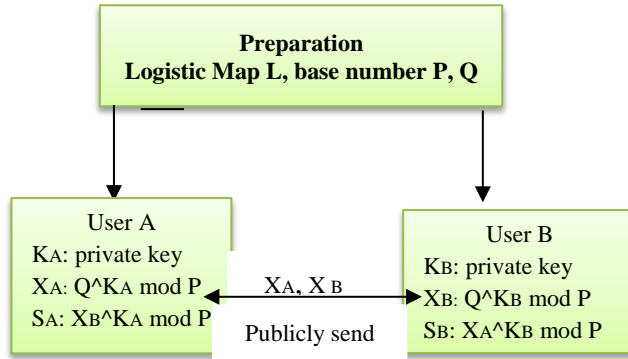 Preparation
Logistic Map L, base number P, Q
User A
KA: private key
XA: Q^KA mod P
SA: XB^KA mod P
XA, X B
Publicly send
User B
KB: private key
XB: Q^KB mod P
SB: XA^KB mod P